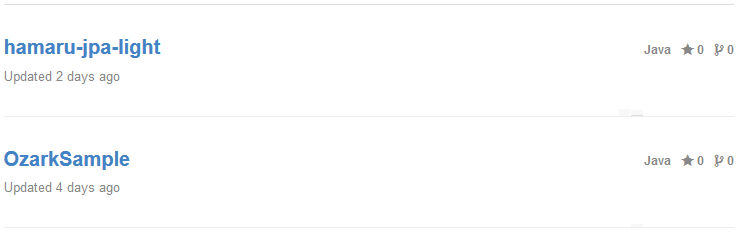 hamaru-jpa-light Java 0 0
Updated 2 days ago
OzarkSample Java 0 0
Updated 4 days ago